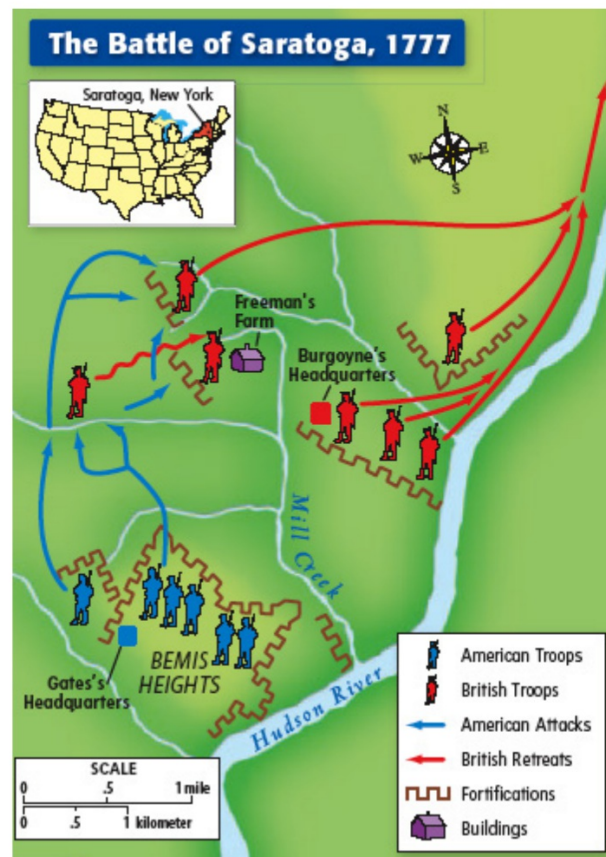 The Battle of Saratoga, 1777
Saratoga, New York
N
W
E
S
Freeman's
Farm
Burgoyne's
Headquarters
Mill Creek
BEMIS
HEIGHTS
Gates's
Headquarters
Hudson River
SCALE
0 .5 1 mile
0 .5 1 kilometer
American Troops
British Troops
American Attacks
British Retreats
Fortifications
Buildings